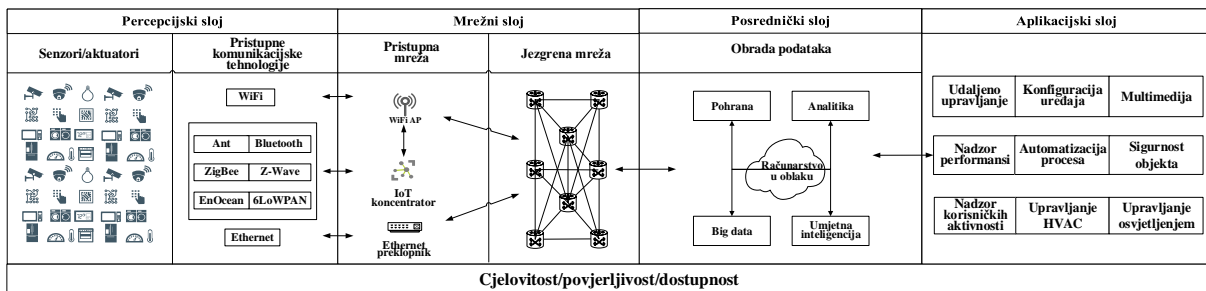 Percepcijski sloj
Mrežni sloj
Posrednički sloj
Aplikacijski sloj
Senzori/aktuatori
Pristupne
komunikacijske
tehnologije
Pristupna
mreža
Jezgrena mreža
Obrada podataka
WiFi
Ant
Bluetooth
ZigBee
Z-Wave
EnOcean
6LoWPAN
Ethernet
WiFi AP
IoT
koncentrator
Ethernet
preklopnik
Pohrana
Analitika
Računarstvo
u oblaku
Big data
Umjetna
inteligencija
Udaljeno
upravljanje
Konfiguracija
uređaja
Multimedija
Nadzor
performansi
Automatizacija
procesa
Sigurnost
objekta
Nadzor
korisničkih
aktivnosti
Upravljanje
HVAC
Upravljanje
osvjetljenjem
Cjelovitost/povjerljivost/dostupnost